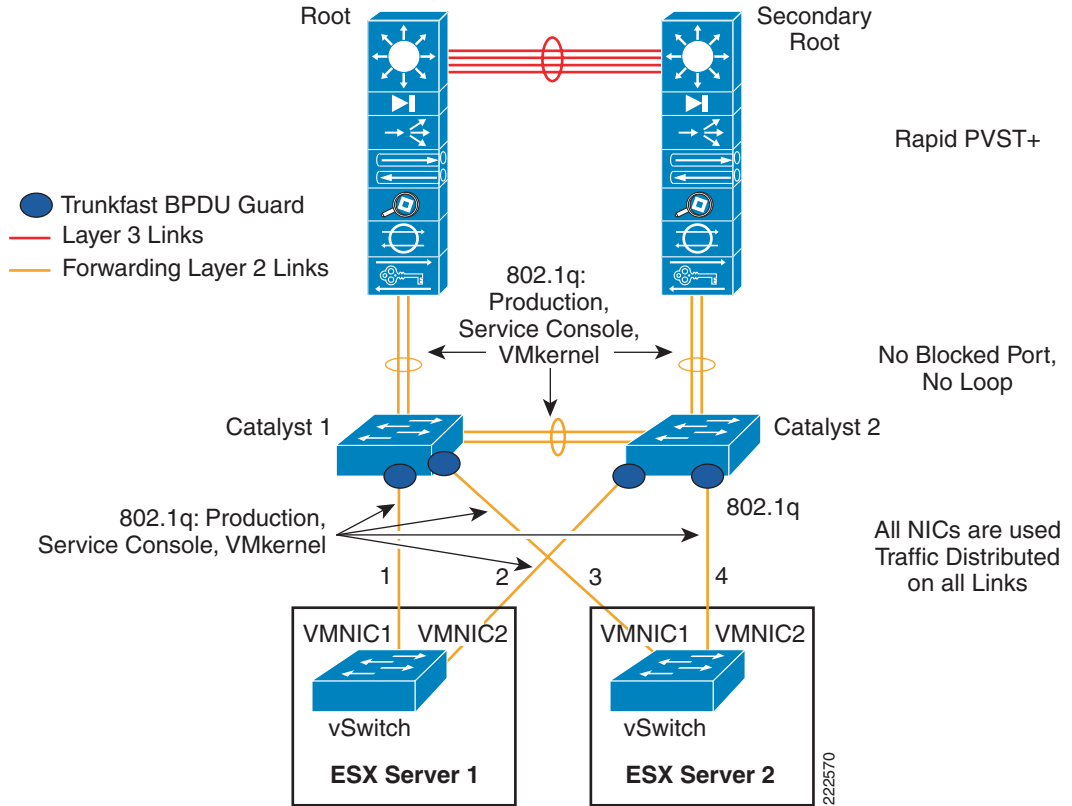 Root
Secondary
Root
Rapid PVST+
Trunkfast BPDU Guard
Layer 3 Links
Forwarding Layer 2 Links
802.1q:
Production,
Service Console,
VMkernel
No Blocked Port,
No Loop
Catalyst 1
Catalyst 2
802.1q: Production,
Service Console, VMkernel
802.1q
All NICs are used
Traffic Distributed
on all Links
1
2
3
4
VMNIC1
VMNIC2
VMNIC1
VMNIC2
vSwitch
vSwitch
ESX Server 1
ESX Server 2
222570